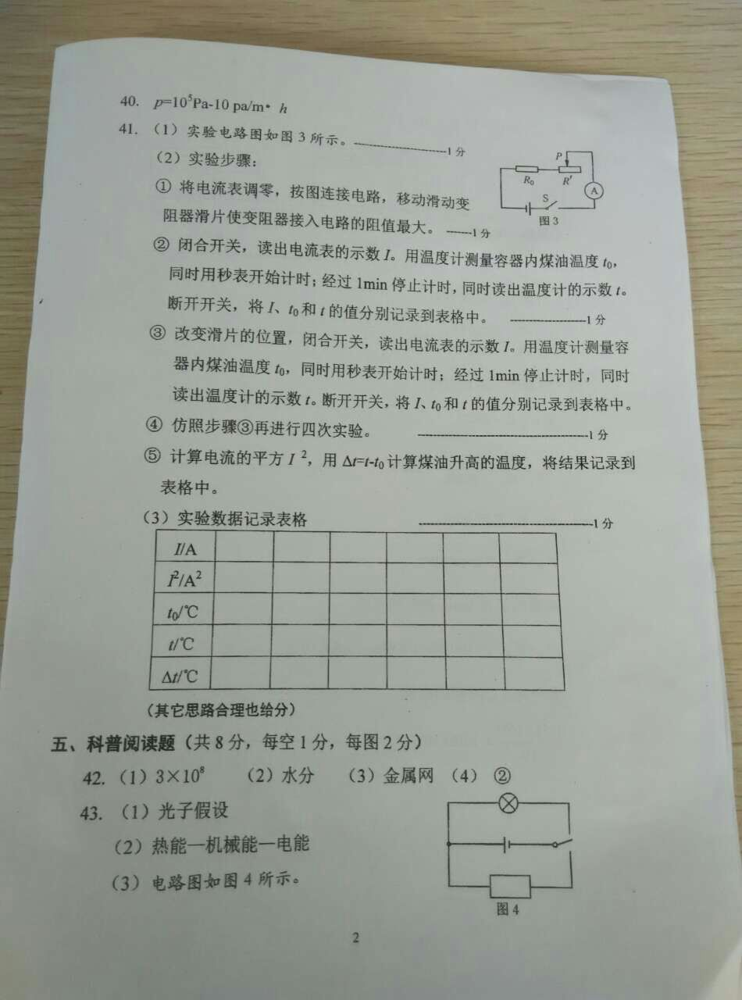 40. p=10⁵Pa-10 pa/m• h
41.（1）实验电路图如图 3 所示。--------------------1 分
（2）实验步骤：
① 将电流表调零，按图连接电路，移动滑动变
阻器滑片使变阻器接入电路的阻值最大。 ------1 分
P
R₀ R′ A
S
图 3
② 闭合开关，读出电流表的示数 I。用温度计测量容器内煤油温度 t₀，
同时用秒表开始计时；经过 1min 停止计时，同时读出温度计的示数 t。
断开开关，将 I、t₀ 和 t 的值分别记录到表格中。 ------------------1 分
③ 改变滑片的位置，闭合开关，读出电流表的示数 I。用温度计测量容
器内煤油温度 t₀，同时用秒表开始计时；经过 1min 停止计时，同时
读出温度计的示数 t。断开开关，将 I、t₀ 和 t 的值分别记录到表格中。
④ 仿照步骤③再进行四次实验。 ----------------------------------------1 分
⑤ 计算电流的平方 I ²，用 Δt=t-t₀ 计算煤油升高的温度，将结果记录到
表格中。
（3）实验数据记录表格 ----------------------------------------1 分
I/A
I²/A²
t₀/℃
t/℃
Δt/℃
（其它思路合理也给分）
五、科普阅读题（共 8 分，每空 1 分，每图 2 分）
42.（1）3×10⁸ （2）水分 （3）金属网 （4） ②
43.（1）光子假设
（2）热能—机械能—电能
（3）电路图如图 4 所示。
图 4
2